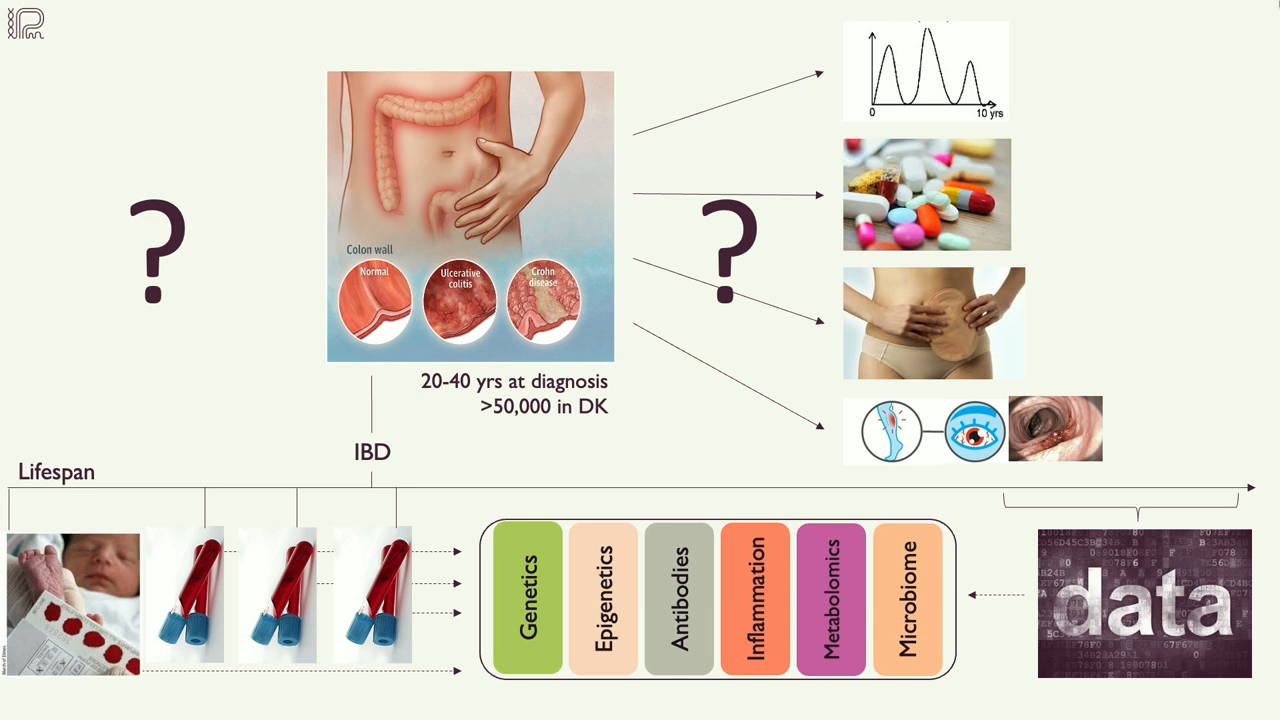 0
10 yrs
?
?
Colon wall
Normal
Ulcerative
colitis
Crohn
disease
20-40 yrs at diagnosis
>50,000 in DK
IBD
Lifespan
Genetics
Epigenetics
Antibodies
Inflammation
Metabolomics
Microbiome
data